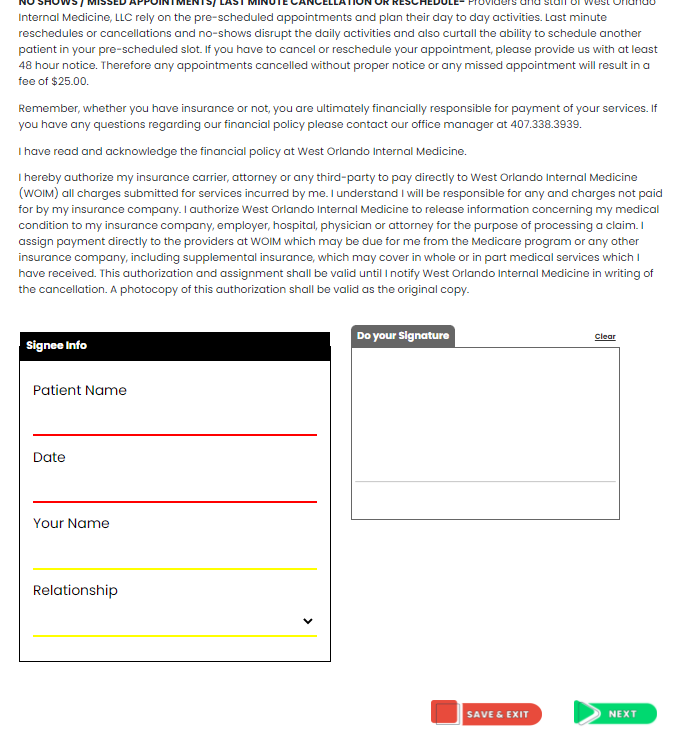 NO SHOWS / MISSED APPOINTMENTS/ LAST MINUTE CANCELLATION OR RESCHEDULE- Providers and staff of West Orlando
Internal Medicine, LLC rely on the pre-scheduled appointments and plan their day to day activities. Last minute
reschedules or cancellations and no-shows disrupt the daily activities and also curtall the ability to schedule another
patient in your pre-scheduled slot. If you have to cancel or reschedule your appointment, please provide us with at least
48 hour notice. Therefore any appointments cancelled without proper notice or any missed appointment will result in a
fee of $25.00.
Remember, whether you have insurance or not, you are ultimately financially responsible for payment of your services. If
you have any questions regarding our financial policy please contact our office manager at 407.338.3939.
I have read and acknowledge the financial policy at West Orlando Internal Medicine.
I hereby authorize my insurance carrier, attorney or any third-party to pay directly to West Orlando Internal Medicine
(WOIM) all charges submitted for services incurred by me. I understand I will be responsible for any and charges not paid
for by my insurance company. I authorize West Orlando Internal Medicine to release information concerning my medical
condition to my insurance company, employer, hospital, physician or attorney for the purpose of processing a claim. I
assign payment directly to the providers at WOIM which may be due for me from the Medicare program or any other
insurance company, including supplemental insurance, which may cover in whole or in part medical services which I
have received. This authorization and assignment shall be valid until I notify West Orlando Internal Medicine in writing of
the cancellation. A photocopy of this authorization shall be valid as the original copy.
Signee Info
Patient Name
Date
Your Name
Relationship
Do your Signature
Clear
SAVE & EXIT
NEXT